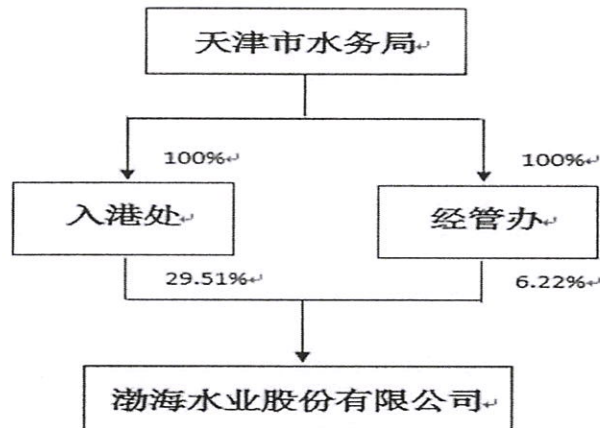 天津市水务局
100%
100%
入港处
经管办
29.51%
6.22%
渤海水业股份有限公司